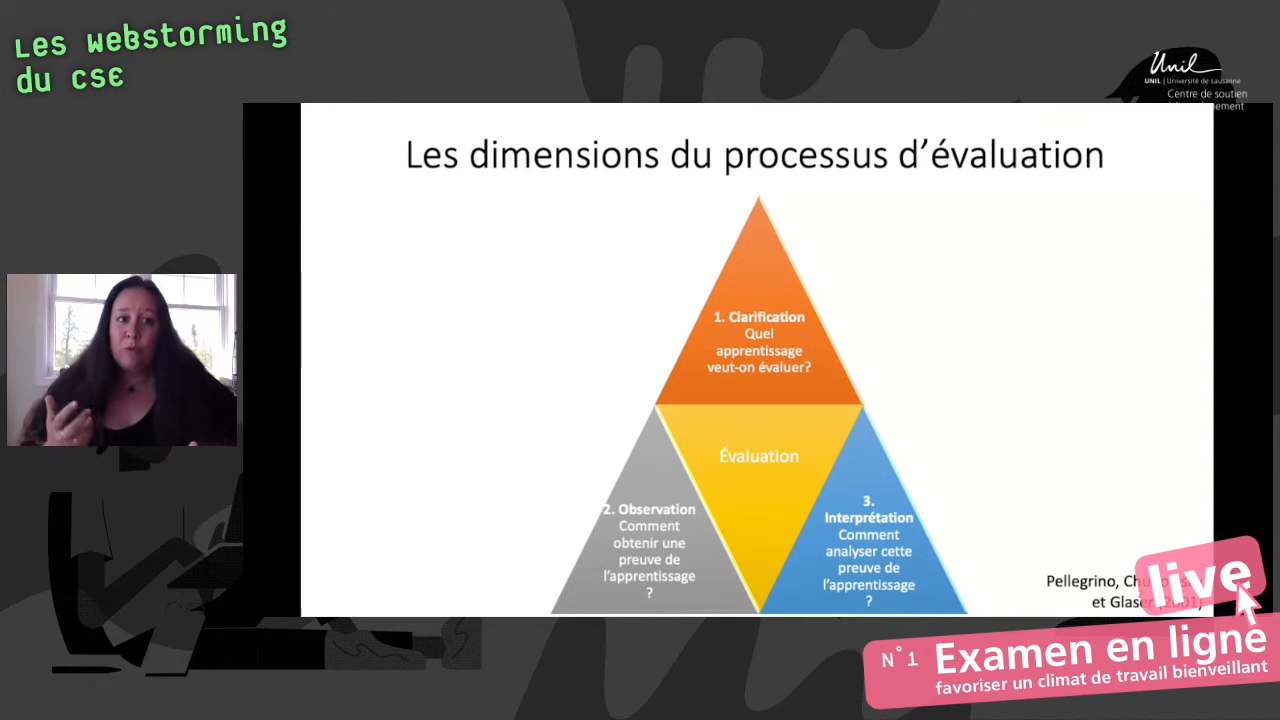 Les webstorming
du cse
Unil
UNIL | Université de Lausanne
Centre de soutien
Les dimensions du processus d'évaluation
1. Clarification
Quel
apprentissage
veut-on évaluer?
Évaluation
2. Observation
Comment
obtenir une
preuve de
l'apprentissage
?
3.
Interprétation
Comment
analyser cette
preuve de
l'apprentissage
?
Pellegrino,
et Glaser
live
N°1 Examen en ligne
favoriser un climat de travail bienveillant